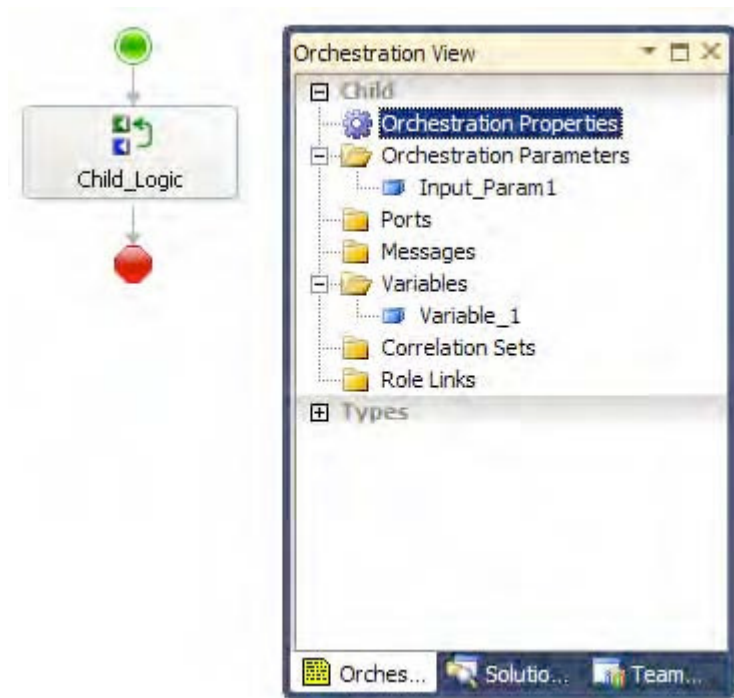 Child_Logic
Orchestration View
Child
Orchestration Properties
Orchestration Parameters
Input_Param1
Ports
Messages
Variables
Variable_1
Correlation Sets
Role Links
Types
Orches... Solutio... Team...